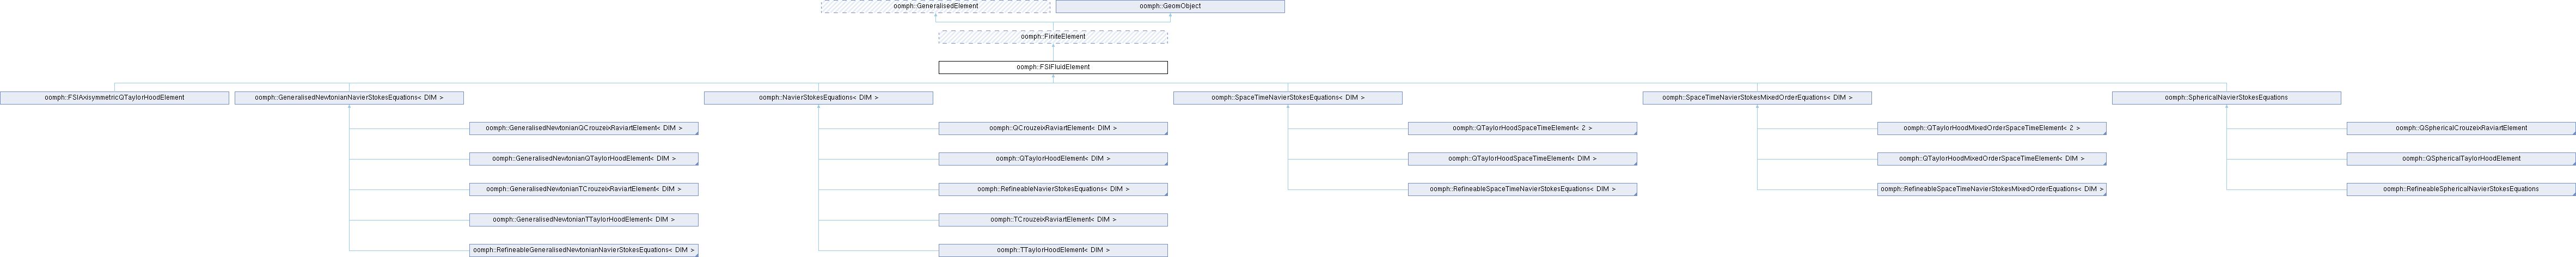 oomph::GeneralisedElement
oomph::GeomObject
oomph::FiniteElement
oomph::FSIFluidElement
oomph::FSIAxisymmetricQTaylorHoodElement
oomph::GeneralisedNewtonianNavierStokesEquations< DIM >
oomph::NavierStokesEquations< DIM >
oomph::SpaceTimeNavierStokesEquations< DIM >
oomph::SpaceTimeNavierStokesMixedOrderEquations< DIM >
oomph::SphericalNavierStokesEquations
oomph::GeneralisedNewtonianQCrouzeixRaviartElement< DIM >
oomph::QCrouzeixRaviartElement< DIM >
oomph::QTaylorHoodSpaceTimeElement< 2 >
oomph::QTaylorHoodMixedOrderSpaceTimeElement< 2 >
oomph::QSphericalCrouzeixRaviartElement
oomph::GeneralisedNewtonianQTaylorHoodElement< DIM >
oomph::QTaylorHoodElement< DIM >
oomph::QTaylorHoodSpaceTimeElement< DIM >
oomph::QTaylorHoodMixedOrderSpaceTimeElement< DIM >
oomph::QSphericalTaylorHoodElement
oomph::GeneralisedNewtonianTCrouzeixRaviartElement< DIM >
oomph::RefineableNavierStokesEquations< DIM >
oomph::RefineableSpaceTimeNavierStokesEquations< DIM >
oomph::RefineableSpaceTimeNavierStokesMixedOrderEquations< DIM >
oomph::RefineableSphericalNavierStokesEquations
oomph::GeneralisedNewtonianTTaylorHoodElement< DIM >
oomph::TCrouzeixRaviartElement< DIM >
oomph::RefineableGeneralisedNewtonianNavierStokesEquations< DIM >
oomph::TTaylorHoodElement< DIM >